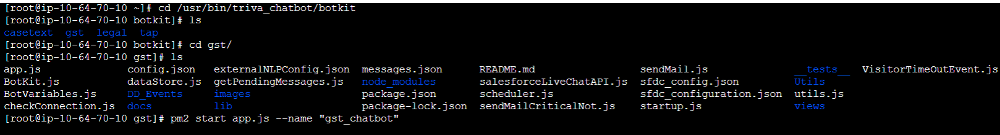 [root@ip-10-64-70-10 ~]# cd /usr/bin/triva_chatbot/botkit
[root@ip-10-64-70-10 botkit]# ls
casetext gst legal tap
[root@ip-10-64-70-10 botkit]# cd gst/
[root@ip-10-64-70-10 gst]# ls
app.js config.json externalNLPConfig.json messages.json README.md sendMail.js __tests__ VisitorTimeOutEvent.js
BotKit.js dataStore.js getPendingMessages.js node_modules salesforceLiveChatAPI.js sfdc_config.json Utils
BotVariables.js DD_Events images package.json scheduler.js sfdc_configuration.json utils.js
checkConnection.js docs lib package-lock.json sendMailCriticalNot.js startup.js views
[root@ip-10-64-70-10 gst]# pm2 start app.js --name "gst_chatbot"